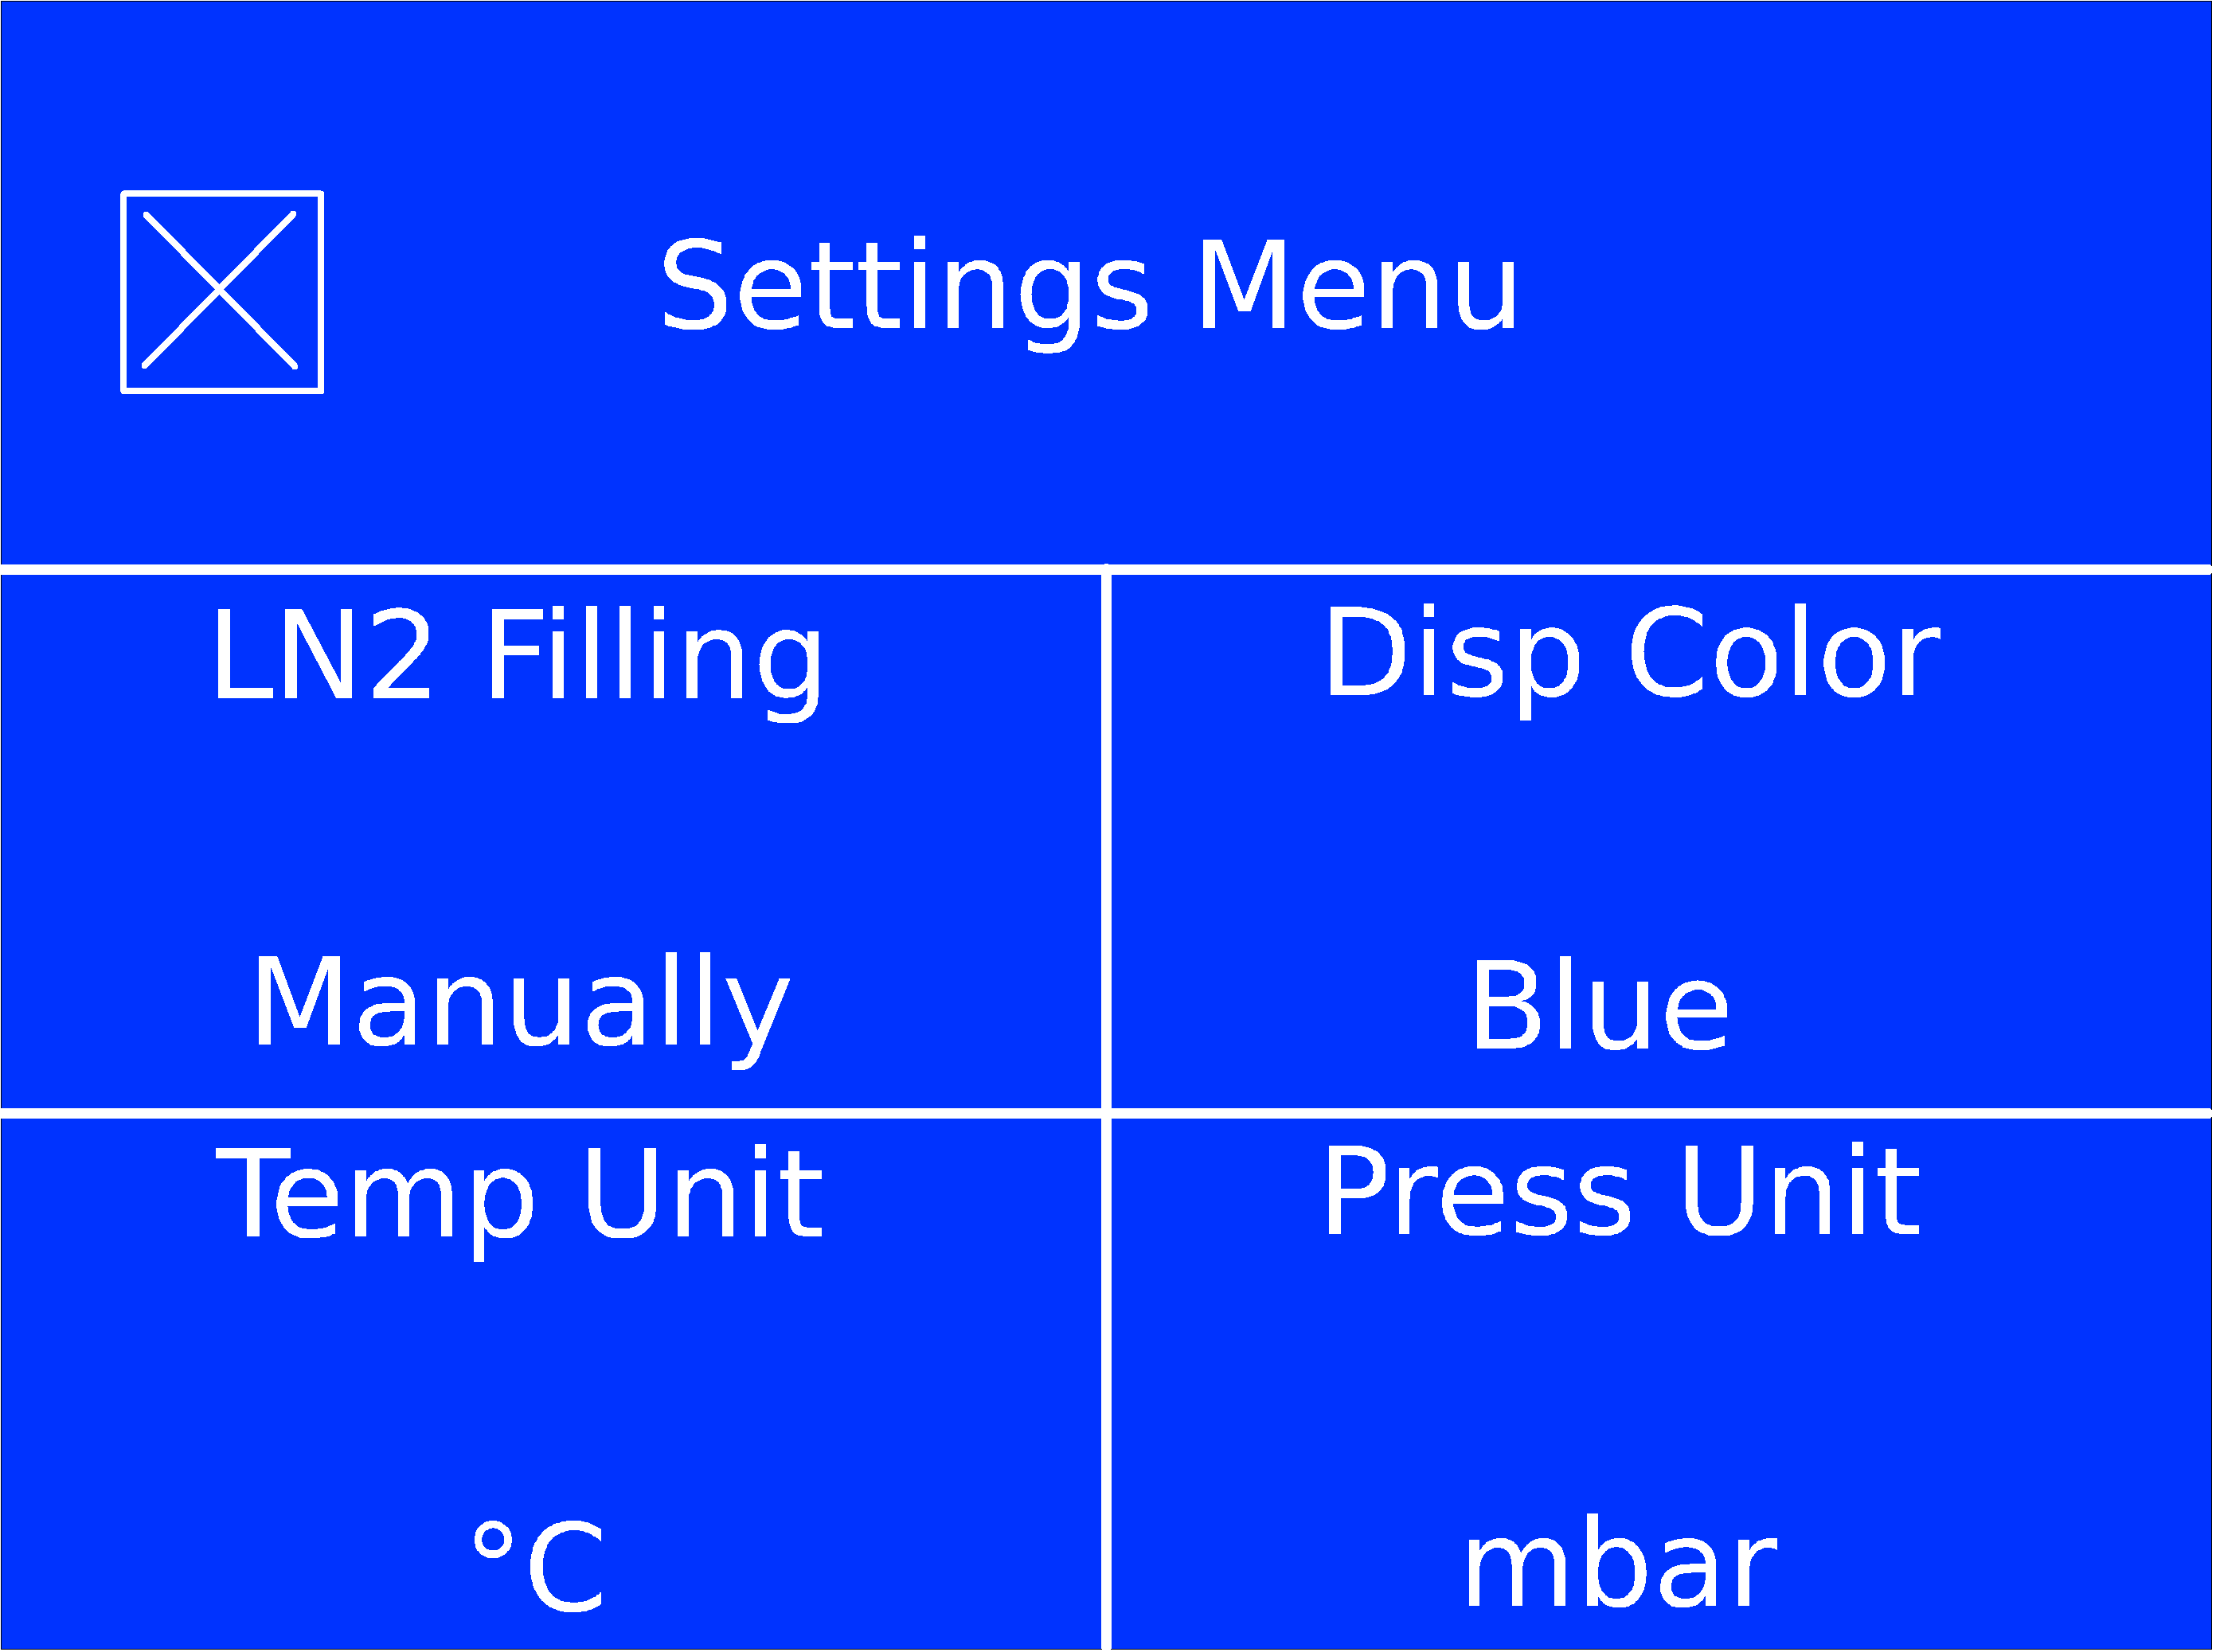 Settings Menu
LN2 Filling
Manually
Disp Color
Blue
Temp Unit
°C
Press Unit
mbar